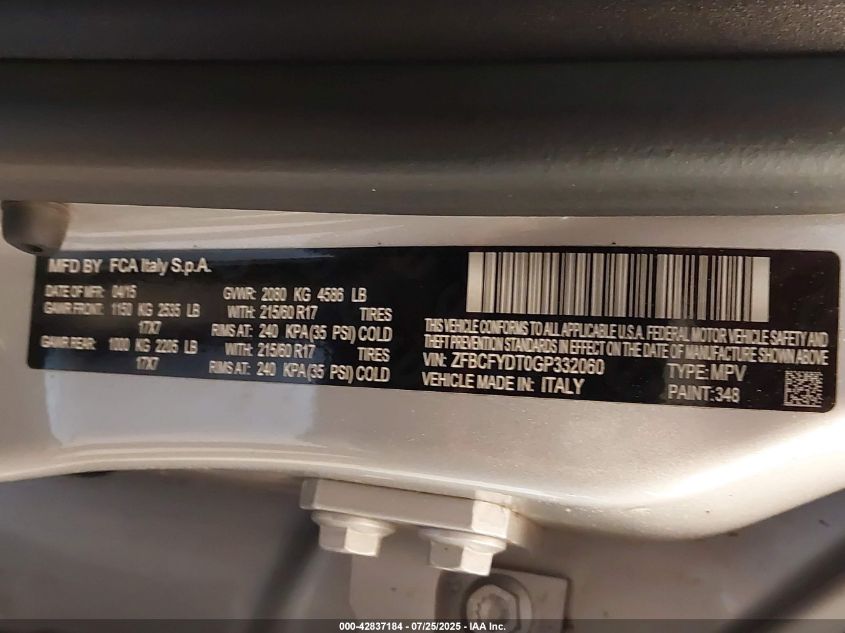 MFD BY FCA Italy S.p.A.
DATE OF MFR: 04/15 GVWR: 2080 KG 4586 LB
GAWR FRONT: 1150 KG 2535 LB WITH: 215/60 R17 TIRES
17X7 RIMS AT: 240 KPA(35 PSI) COLD
GAWR REAR: 1000 KG 2205 LB WITH: 215/60 R17 TIRES
17X7 RIMS AT: 240 KPA(35 PSI) COLD
THIS VEHICLE CONFORMS TO ALL APPLICABLE U.S.A. FEDERAL MOTOR VEHICLE SAFETY AND
THEFT PREVENTION STANDARDS IN EFFECT ON THE DATE OF MANUFACTURE SHOWN ABOVE
VIN: ZFBCFYDT0GP332060 TYPE: MPV
VEHICLE MADE IN: ITALY PAINT:348
000-42837184 - 07/25/2025 - IAA Inc.